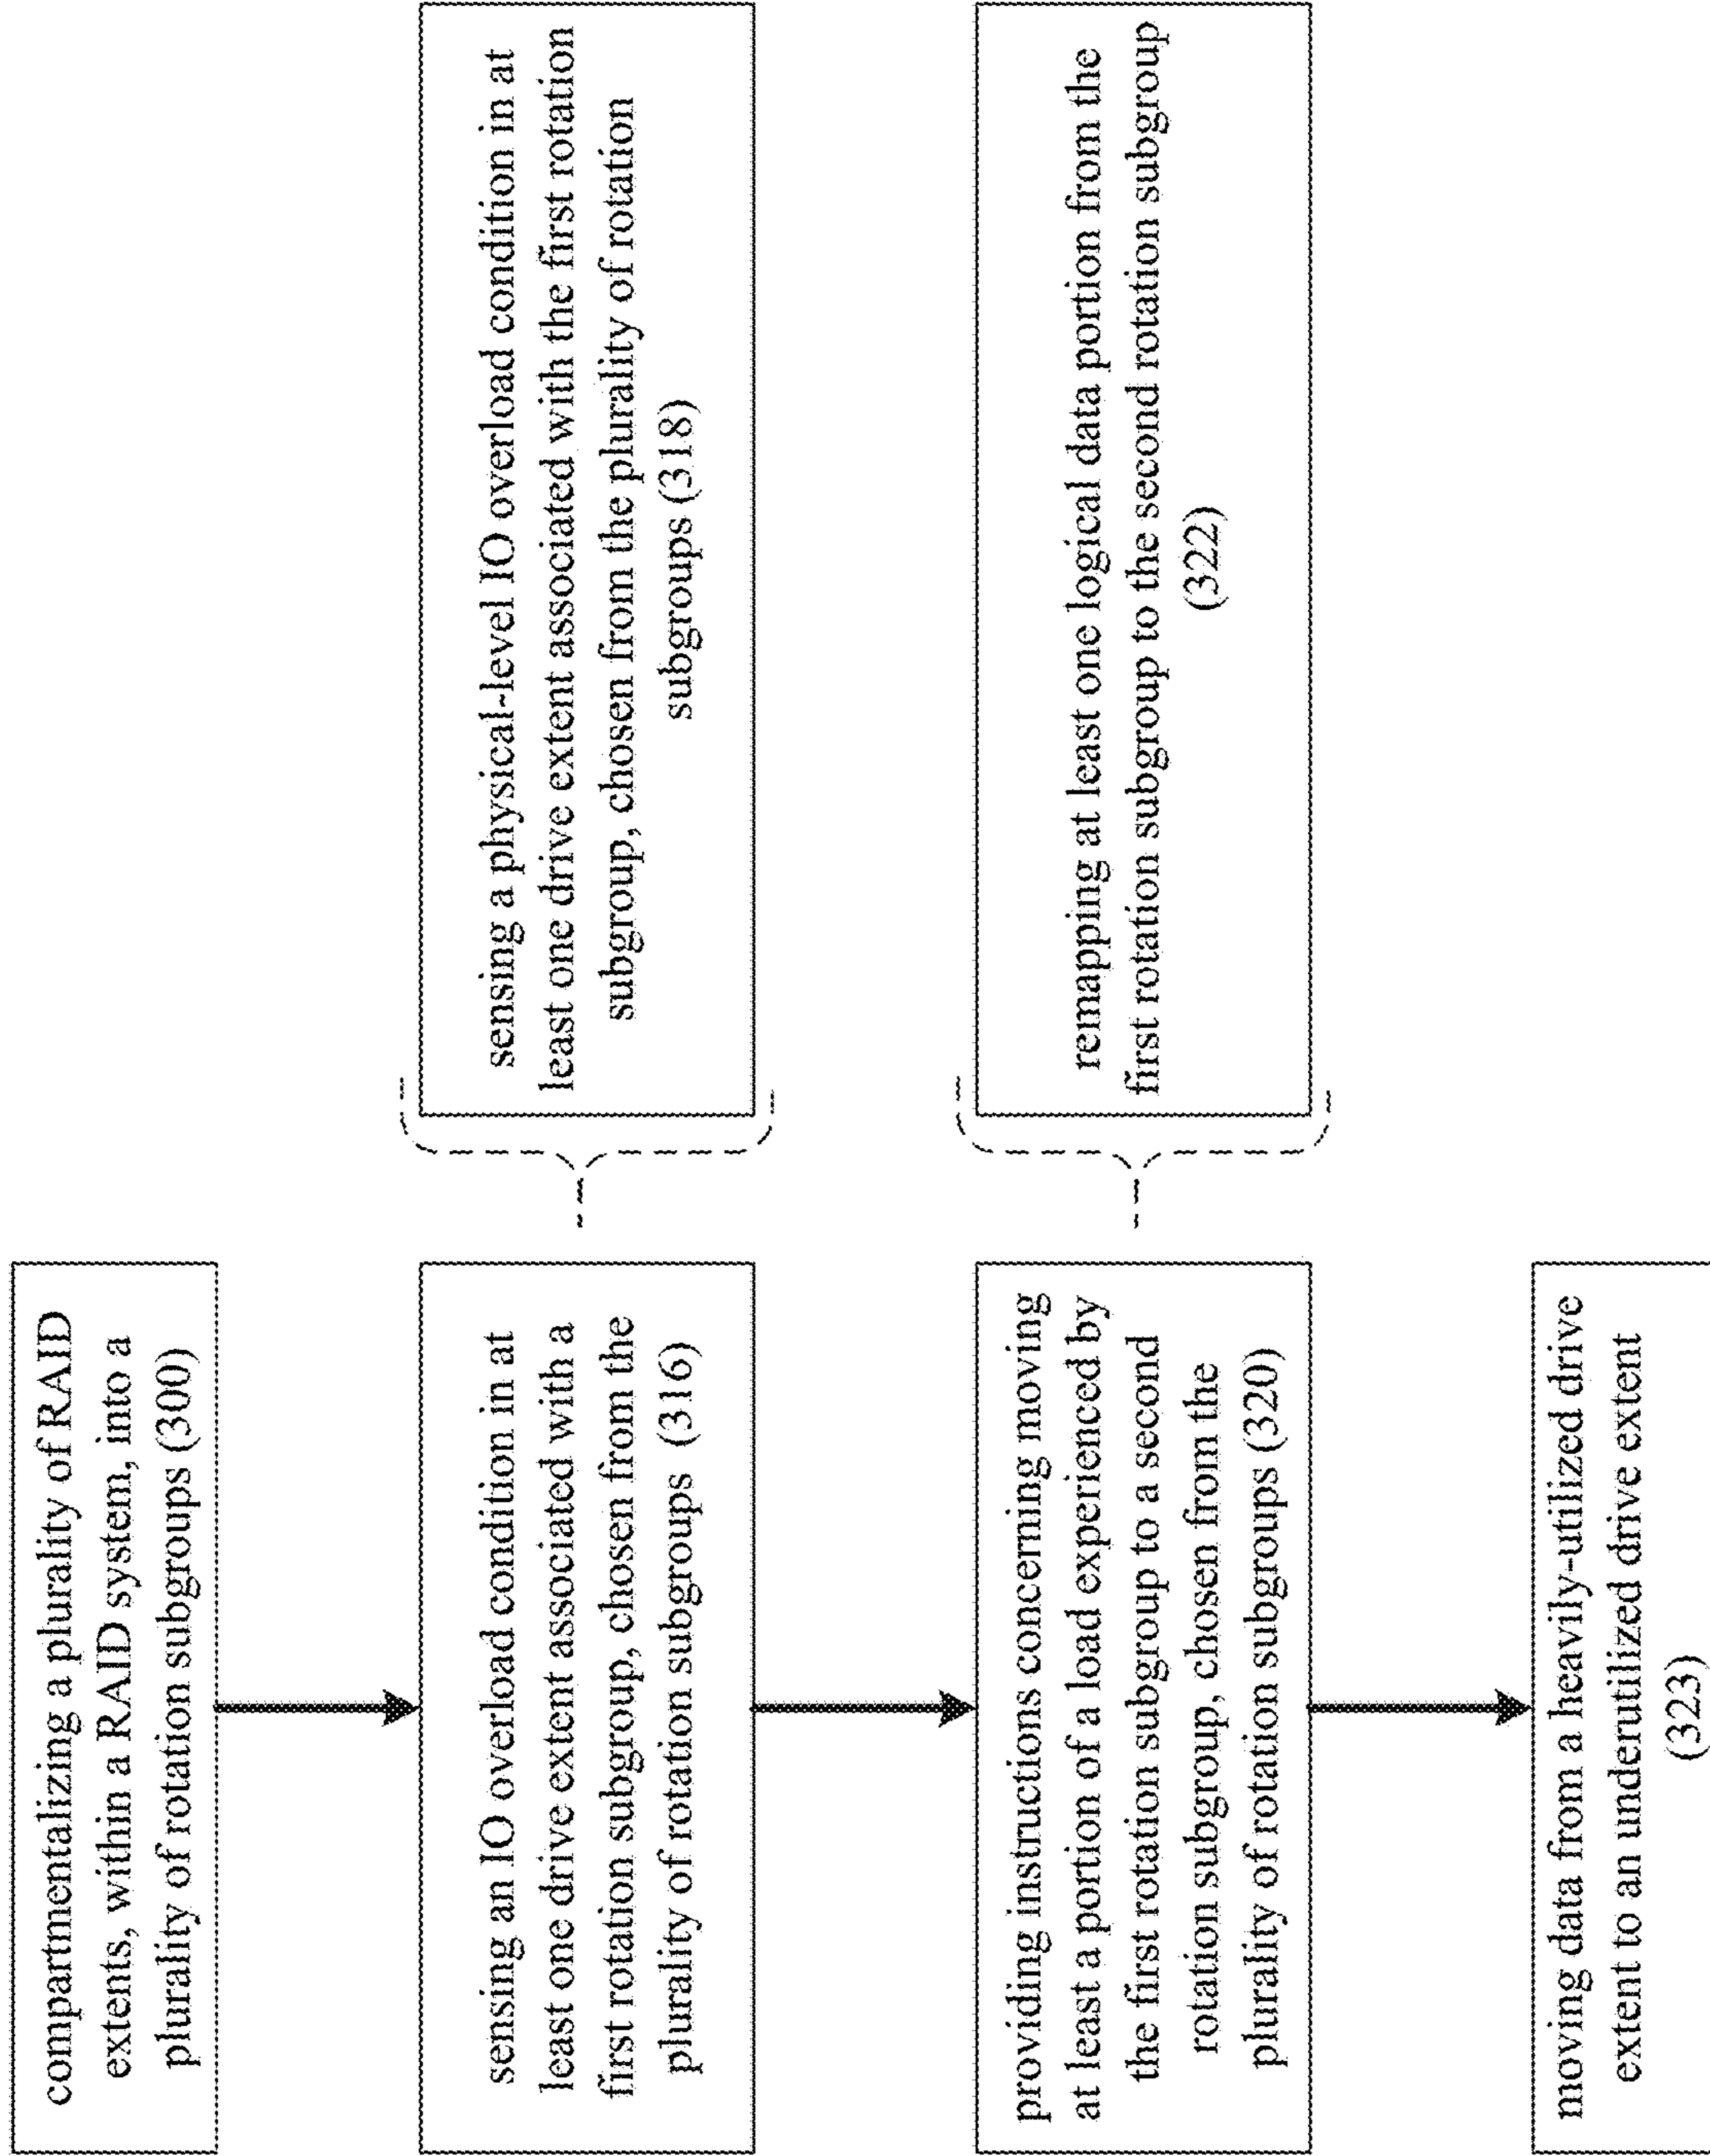 compartmentalizing a plurality of RAID
extents, within a RAID system, into a
plurality of rotation subgroups (300)
sensing an IO overload condition in at
least one drive extent associated with a
first rotation subgroup, chosen from the
plurality of rotation subgroups (316)
sensing a physical-level IO overload condition in at
least one drive extent associated with the first rotation
subgroup, chosen from the plurality of rotation
subgroups (318)
providing instructions concerning moving
at least a portion of a load experienced by
the first rotation subgroup to a second
rotation subgroup, chosen from the
plurality of rotation subgroups (320)
remapping at least one logical data portion from the
first rotation subgroup to the second rotation subgroup
(322)
moving data from a heavily-utilized drive
extent to an underutilized drive extent
(323)